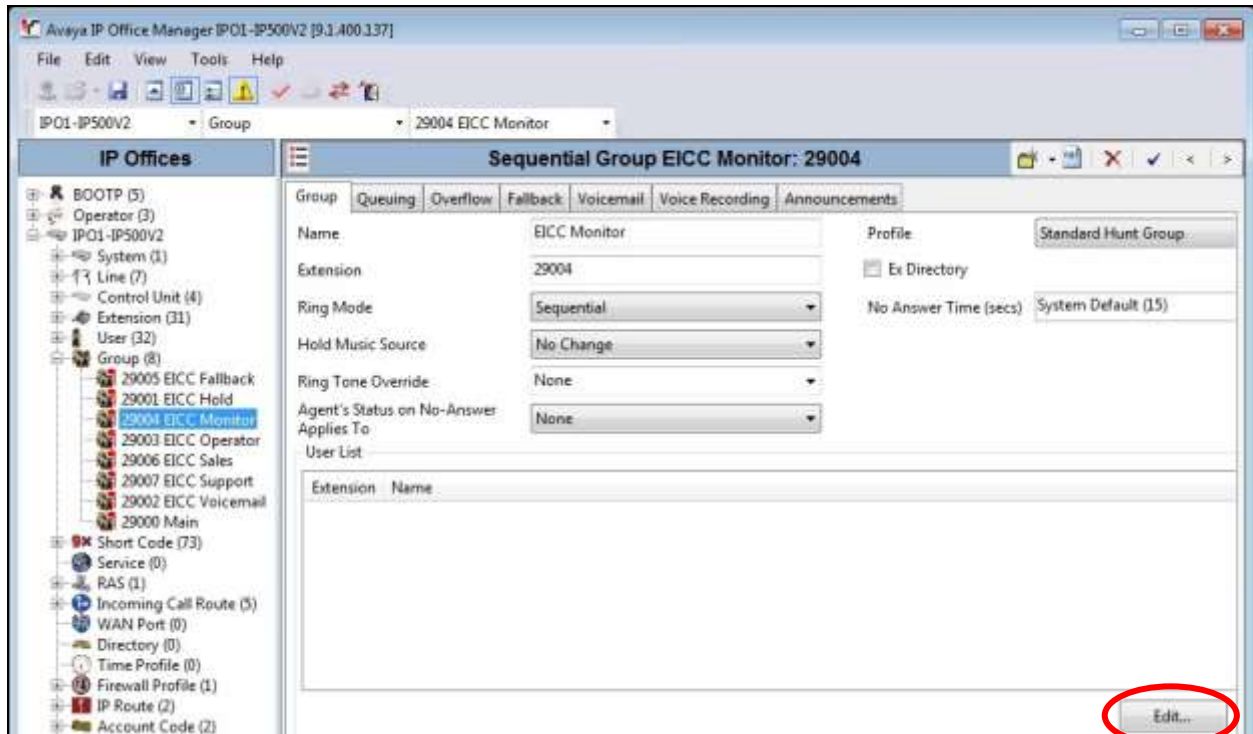 Avaya IP Office Manager IPO1-IP500V2 [9.1.400.137]
File Edit View Tools Help
IPO1-IP500V2 Group 29004 EICC Monitor
IP Offices
BOOTP (5)
Operator (3)
IPO1-IP500V2
System (1)
Line (7)
Control Unit (4)
Extension (31)
User (32)
Group (8)
29005 EICC Fallback
29001 EICC Hold
29004 EICC Monitor
29003 EICC Operator
29006 EICC Sales
29007 EICC Support
29002 EICC Voicemail
29000 Main
Short Code (73)
Service (0)
RAS (1)
Incoming Call Route (5)
WAN Port (0)
Directory (0)
Time Profile (0)
Firewall Profile (1)
IP Route (2)
Account Code (2)
Sequential Group EICC Monitor: 29004
Group Queuing Overflow Fallback Voicemail Voice Recording Announcements
Name EICC Monitor Profile Standard Hunt Group
Extension 29004 Ex Directory
Ring Mode Sequential No Answer Time (secs) System Default (15)
Hold Music Source No Change
Ring Tone Override None
Agent's Status on No-Answer
Applies To None
User List
Extension Name
Edit...